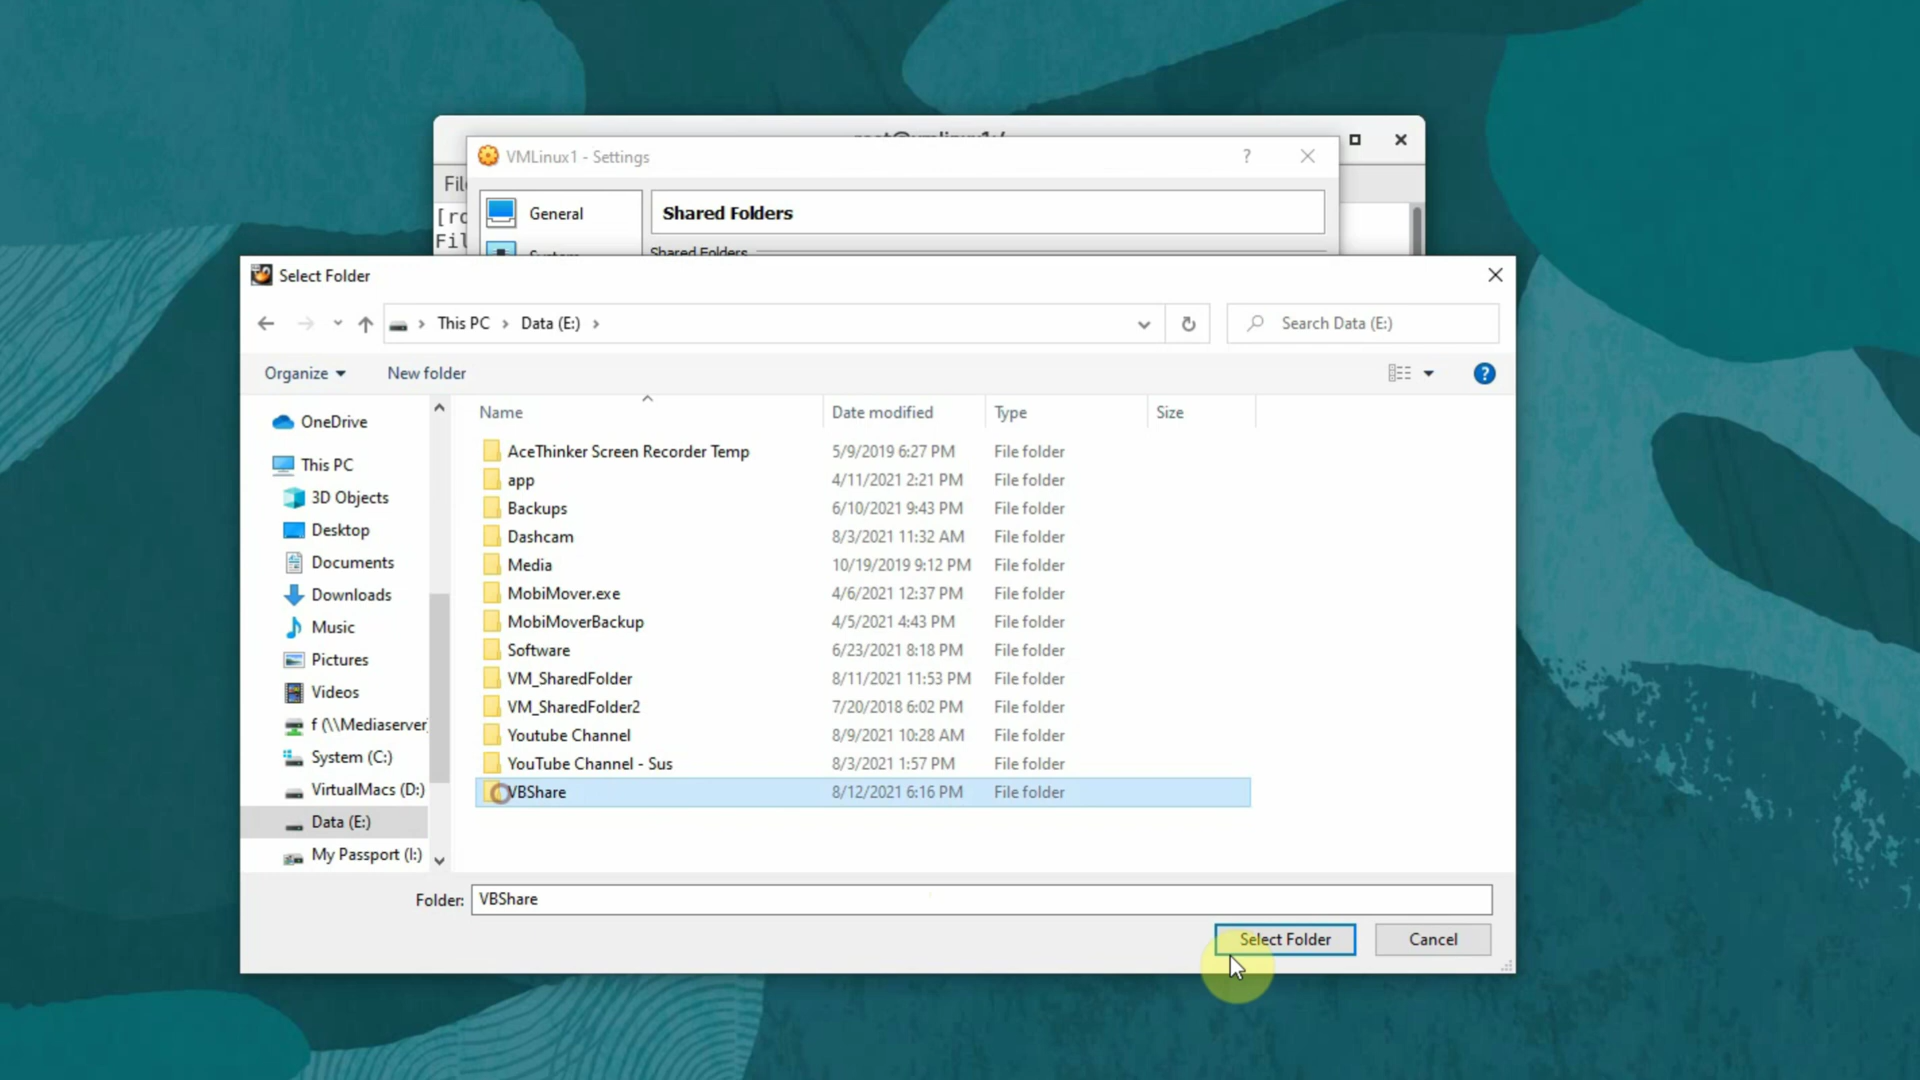 VMLinux1 - Settings
?
File
General
Shared Folders
[ro
Fil
System
Shared Folders
Select Folder
This PC > Data (E:) >
Search Data (E:)
Organize
New folder
?
OneDrive
This PC
3D Objects
Desktop
Documents
Downloads
Music
Pictures
Videos
f (\\Mediaserver)
System (C:)
VirtualMacs (D:)
Data (E:)
My Passport (I:)
Name Date modified Type Size
AceThinker Screen Recorder Temp 5/9/2019 6:27 PM File folder
app 4/11/2021 2:21 PM File folder
Backups 6/10/2021 9:43 PM File folder
Dashcam 8/3/2021 11:32 AM File folder
Media 10/19/2019 9:12 PM File folder
MobiMover.exe 4/6/2021 12:37 PM File folder
MobiMoverBackup 4/5/2021 4:43 PM File folder
Software 6/23/2021 8:18 PM File folder
VM_SharedFolder 8/11/2021 11:53 PM File folder
VM_SharedFolder2 7/20/2018 6:02 PM File folder
Youtube Channel 8/9/2021 10:28 AM File folder
YouTube Channel - Sus 8/3/2021 1:57 PM File folder
VBShare 8/12/2021 6:16 PM File folder
Folder: VBShare
Select Folder
Cancel